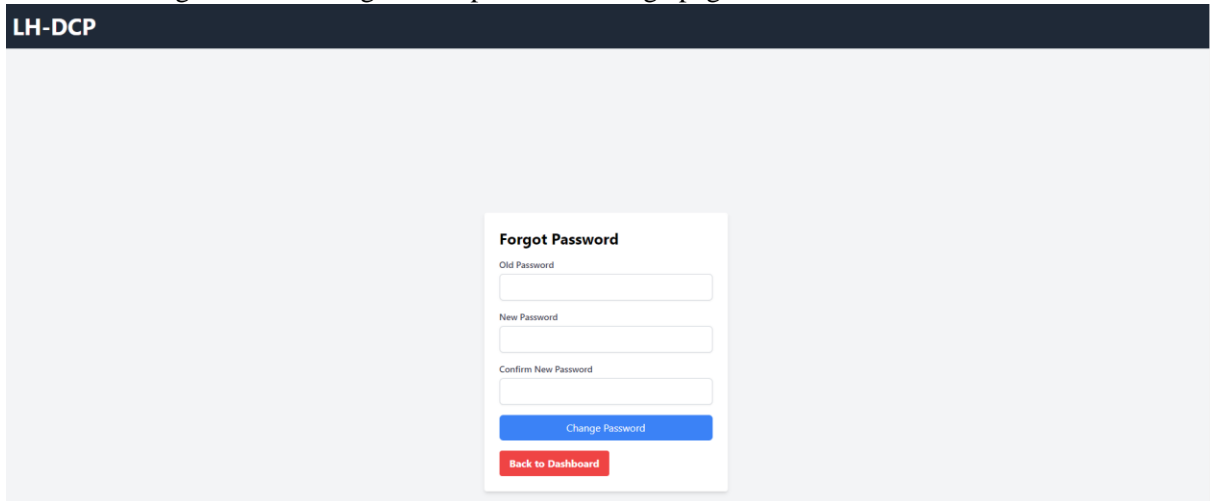 LH-DCP
Forgot Password
Old Password
New Password
Confirm New Password
Change Password
Back to Dashboard